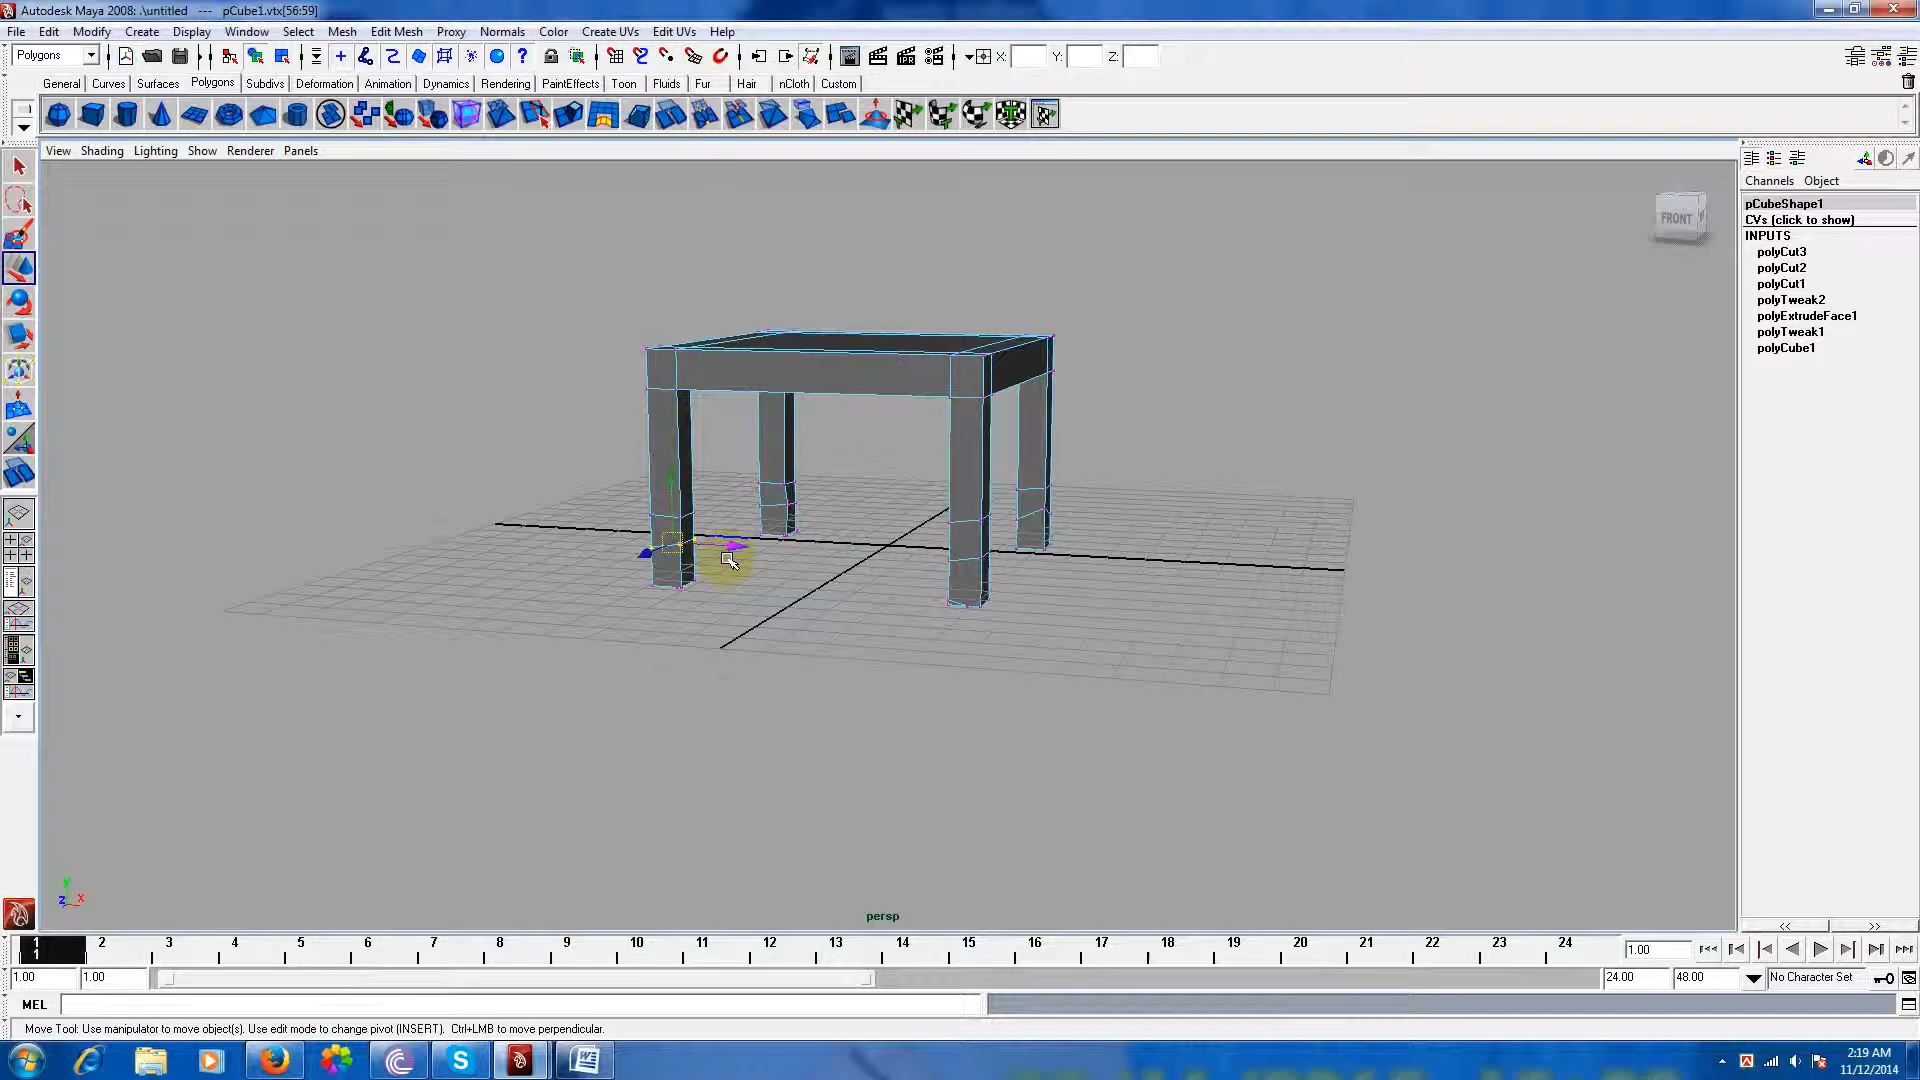 Autodesk Maya 2008: .\untitled --- pCube1.vtx[56:59]
File Edit Modify Create Display Window Select Mesh Edit Mesh Proxy Normals Color Create UVs Edit UVs Help
Polygons X: Y: Z:
General Curves Surfaces Polygons Subdivs Deformation Animation Dynamics Rendering PaintEffects Toon Fluids Fur Hair nCloth Custom
View Shading Lighting Show Renderer Panels
Channels Object
pCubeShape1
CVs (click to show)
INPUTS
polyCut3
polyCut2
polyCut1
polyTweak2
polyExtrudeFace1
polyTweak1
polyCube1
FRONT
y
z x
persp
<< >>
1 2 3 4 5 6 7 8 9 10 11 12 13 14 15 16 17 18 19 20 21 22 23 24
1
1.00
1.00 1.00 24.00 48.00 No Character Set
MEL
Move Tool: Use manipulator to move object(s). Use edit mode to change pivot (INSERT). Ctrl+LMB to move perpendicular.
2:19 AM
11/12/2014